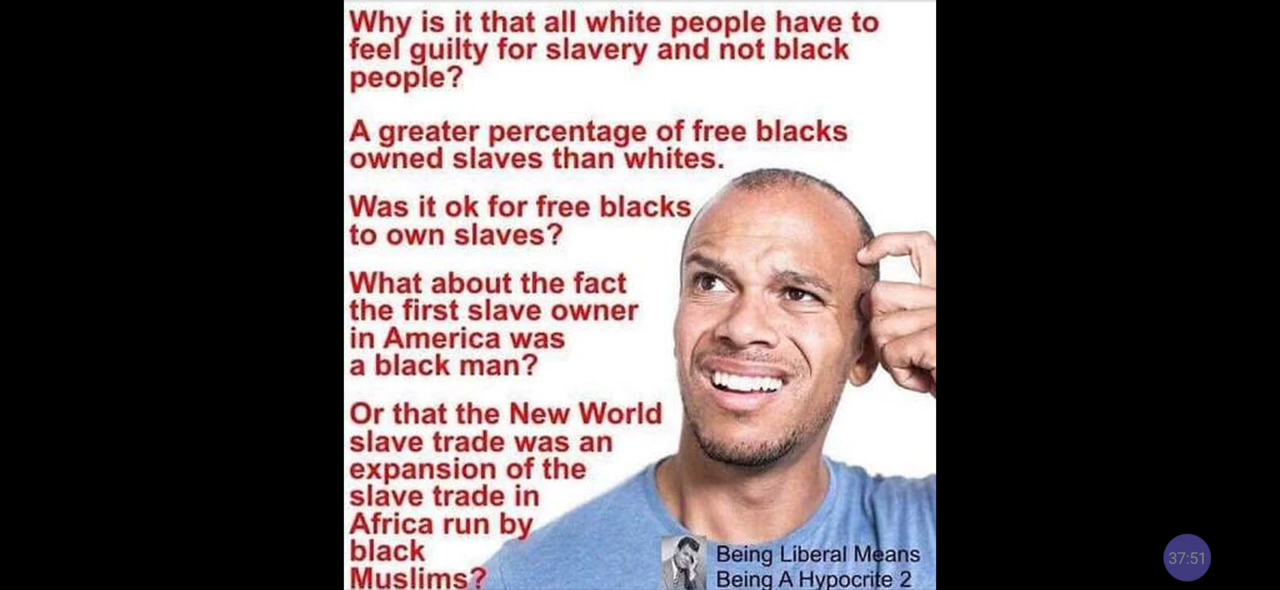 Why is it that all white people have to
feel guilty for slavery and not black
people?
A greater percentage of free blacks
owned slaves than whites.
Was it ok for free blacks
to own slaves?
What about the fact
the first slave owner
in America was
a black man?
Or that the New World
slave trade was an
expansion of the
slave trade in
Africa run by
black
Muslims?
Being Liberal Means
Being A Hypocrite 2
37:51